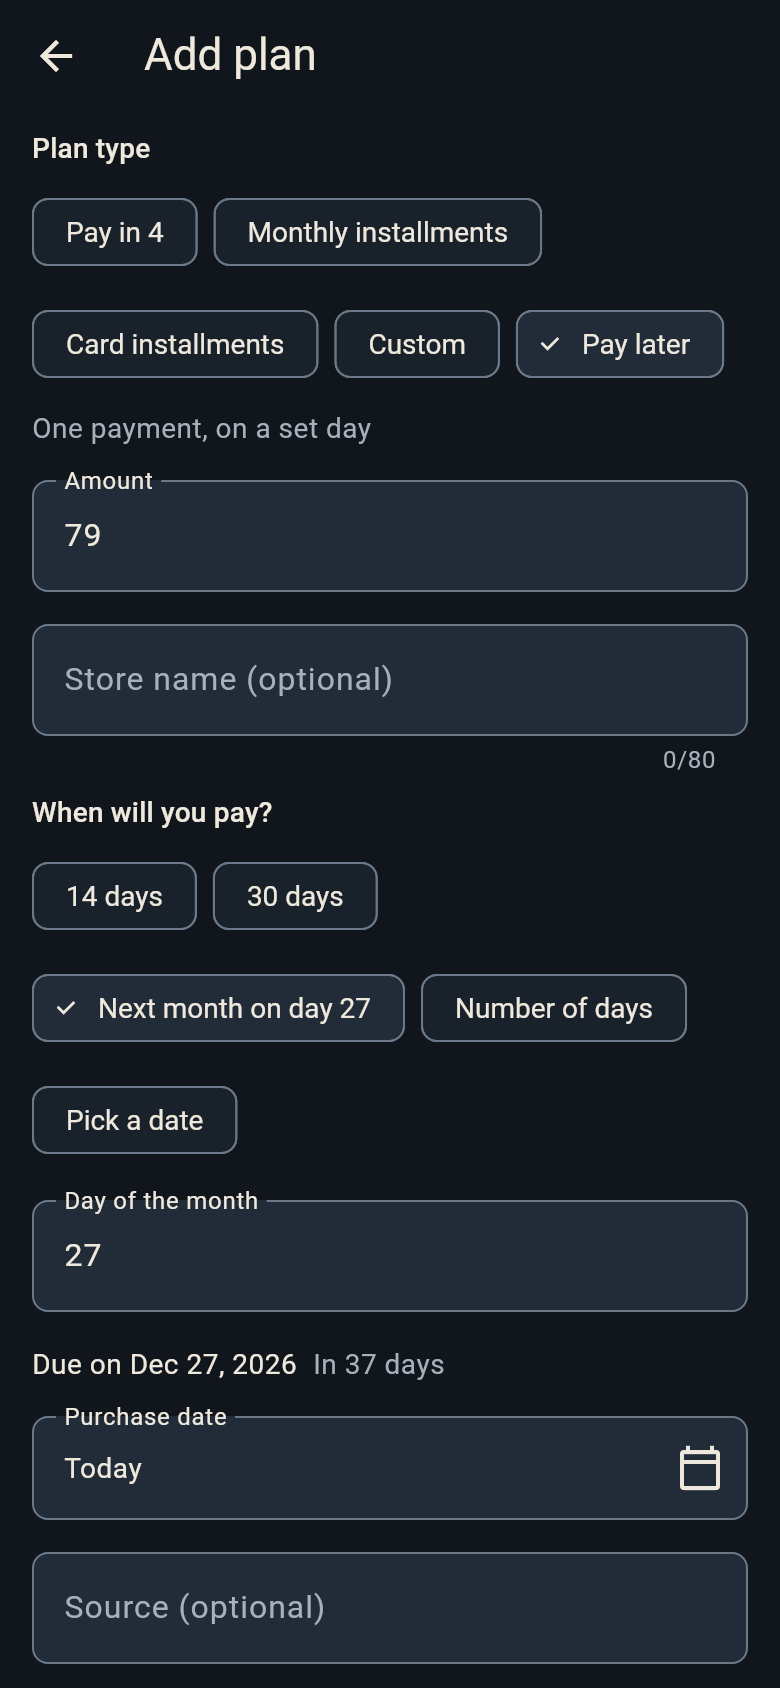 Add plan
Plan type
Pay in 4
Monthly installments
Card installments
Custom
Pay later
One payment, on a set day
Amount
79
Store name (optional)
0/80
When will you pay?
14 days
30 days
Next month on day 27
Number of days
Pick a date
Day of the month
27
Due on Dec 27, 2026 In 37 days
Purchase date
Today
Source (optional)